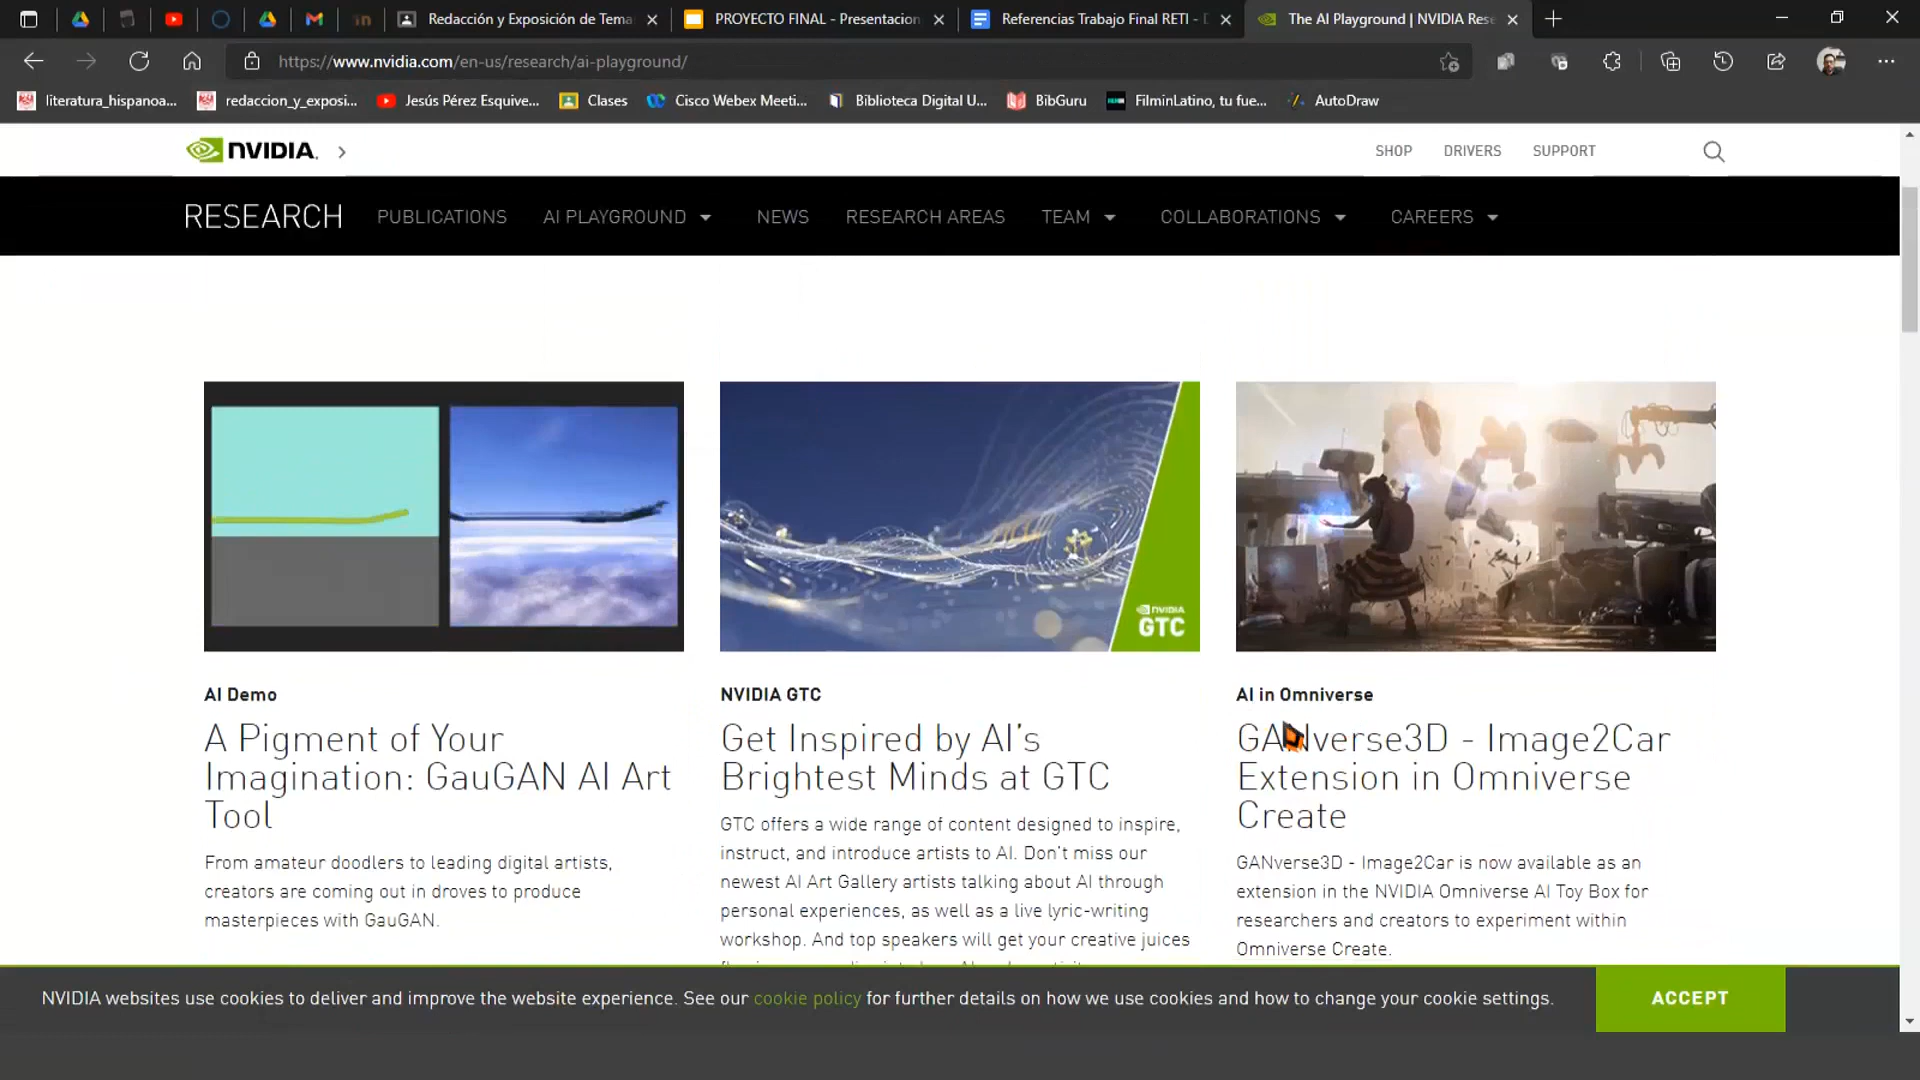 Redacción y Exposición de Tema
PROYECTO FINAL - Presentacion
Referencias Trabajo Final RETI - D
The AI Playground | NVIDIA Rese
https://www.nvidia.com/en-us/research/ai-playground/
literatura_hispanoa...
redaccion_y_exposi...
Jesús Pérez Esquive...
Clases
Cisco Webex Meeti...
Biblioteca Digital U...
BibGuru
FilminLatino, tu fue...
AutoDraw
NVIDIA.
SHOP
DRIVERS
SUPPORT
RESEARCH
PUBLICATIONS
AI PLAYGROUND
NEWS
RESEARCH AREAS
TEAM
COLLABORATIONS
CAREERS
NVIDIA
GTC
AI Demo
A Pigment of Your
Imagination: GauGAN AI Art
Tool
From amateur doodlers to leading digital artists,
creators are coming out in droves to produce
masterpieces with GauGAN.
NVIDIA GTC
Get Inspired by AI's
Brightest Minds at GTC
GTC offers a wide range of content designed to inspire,
instruct, and introduce artists to AI. Don't miss our
newest AI Art Gallery artists talking about AI through
personal experiences, as well as a live lyric-writing
workshop. And top speakers will get your creative juices
AI in Omniverse
GANverse3D - Image2Car
Extension in Omniverse
Create
GANverse3D - Image2Car is now available as an
extension in the NVIDIA Omniverse AI Toy Box for
researchers and creators to experiment within
Omniverse Create.
NVIDIA websites use cookies to deliver and improve the website experience. See our cookie policy for further details on how we use cookies and how to change your cookie settings.
ACCEPT